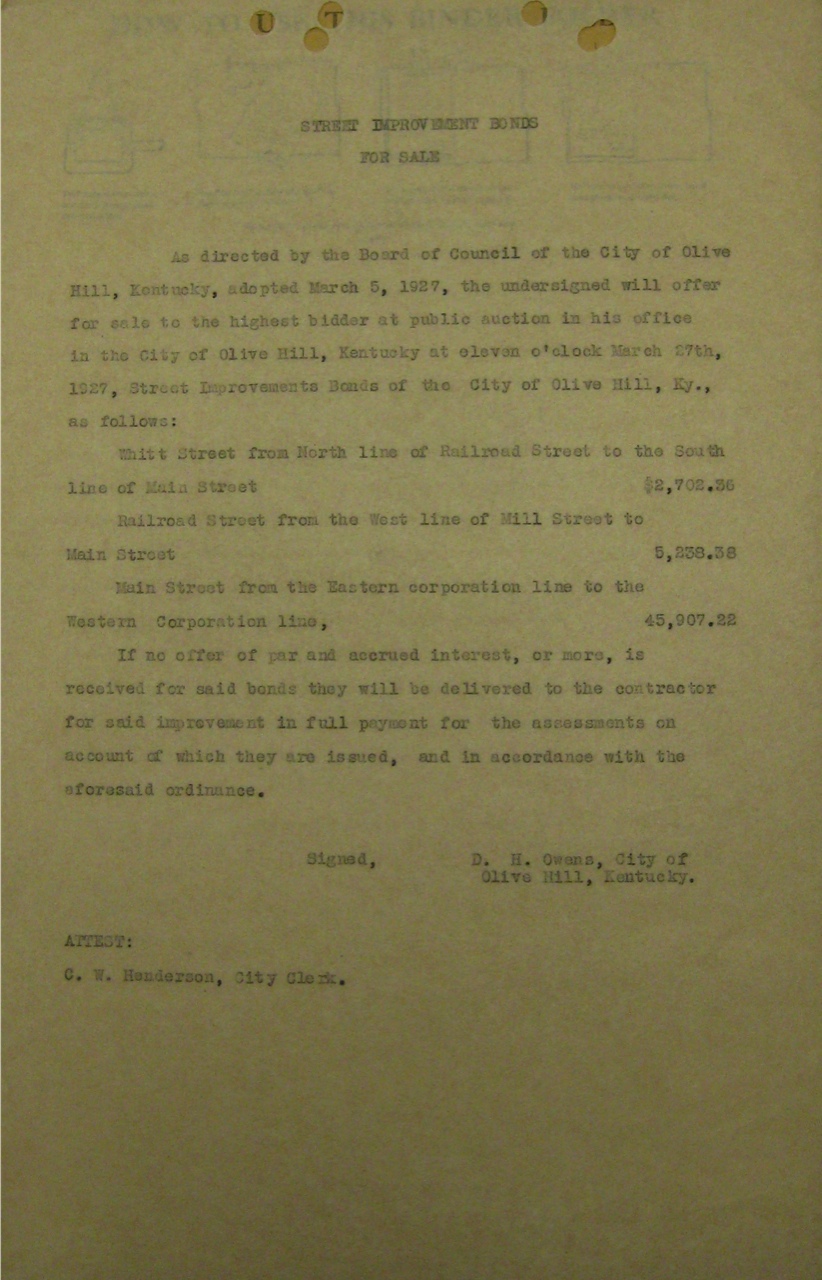 U T
STREET IMPROVEMENT BONDS
FOR SALE
As directed by the Board of Council of the City of Olive
Hill, Kentucky, adopted March 5, 1927, the undersigned will offer
for sale to the highest bidder at public auction in his office
in the City of Olive Hill, Kentucky at eleven o'clock March 27th,
1927, Street Improvements Bonds of the City of Olive Hill, Ky.,
as follows:
Whitt Street from North line of Railroad Street to the South
line of Main Street $2,702.36
Railroad Street from the West line of Mill Street to
Main Street 5,238.38
Main Street from the Eastern corporation line to the
Western Corporation line, 45,907.22
If no offer of par and accrued interest, or more, is
received for said bonds they will be delivered to the contractor
for said improvement in full payment for the assessments on
account of which they are issued, and in accordance with the
aforesaid ordinance.
Signed, D. H. Owens, City of
Olive Hill, Kentucky.
ATTEST:
C. W. Henderson, City Clerk.